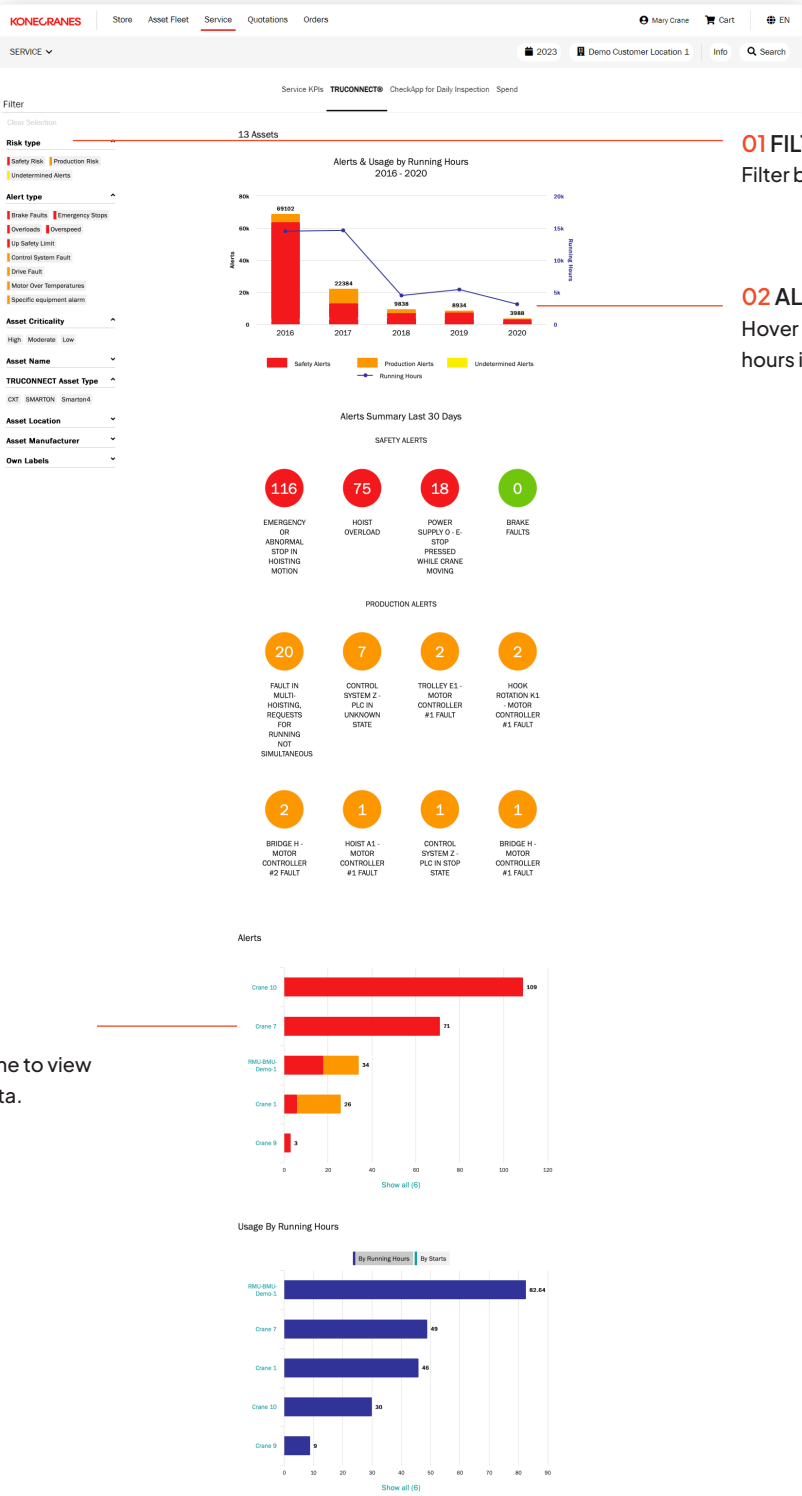 KONECRANES
Store Asset Fleet Service Quotations Orders
Mary Crane Cart EN
SERVICE
2023 Demo Customer Location 1 Info Search
Service KPIs TRUCONNECT® CheckApp for Daily Inspection Spend
Filter
Clear Selection
Risk type
Safety Risk Production Risk
Undetermined Alerts
Alert type
Brake Faults Emergency Stops
Overloads Overspeed
Up Safety Limit
Control System Fault
Drive Fault
Motor Over Temperatures
Specific equipment alarm
Asset Criticality
High Moderate Low
Asset Name
TRUCONNECT Asset Type
CXT SMARTON Smarton4
Asset Location
Asset Manufacturer
Own Labels
13 Assets
Alerts & Usage by Running Hours
2016 - 2020
80k
60k
40k
20k
0
Alerts
20k
15k
10k
5k
0
Running Hours
69102
22384
9838
8934
3988
2016 2017 2018 2019 2020
Safety Alerts Production Alerts Undetermined Alerts
Running Hours
01 FILT
Filter b
02 AL
Hover
hours i
Alerts Summary Last 30 Days
SAFETY ALERTS
116 75 18 0
EMERGENCY
OR
ABNORMAL
STOP IN
HOISTING
MOTION
HOIST
OVERLOAD
POWER
SUPPLY O - E-
STOP
PRESSED
WHILE CRANE
MOVING
BRAKE
FAULTS
PRODUCTION ALERTS
20 7 2 2
FAULT IN
MULTI-
HOISTING,
REQUESTS
FOR
RUNNING
NOT
SIMULTANEOUS
CONTROL
SYSTEM Z -
PLC IN
UNKNOWN
STATE
TROLLEY E1 -
MOTOR
CONTROLLER
#1 FAULT
HOOK
ROTATION K1
- MOTOR
CONTROLLER
#1 FAULT
2 1 1 1
BRIDGE H -
MOTOR
CONTROLLER
#2 FAULT
HOIST A1 -
MOTOR
CONTROLLER
#1 FAULT
CONTROL
SYSTEM Z -
PLC IN STOP
STATE
BRIDGE H -
MOTOR
CONTROLLER
#1 FAULT
Alerts
Crane 10 109
Crane 7 71
RMU-BMU-
Demo-1 34
Crane 1 26
Crane 9 3
0 20 40 60 80 100 120
Show all (6)
ne to view
ta.
Usage By Running Hours
By Running Hours By Starts
RMU-BMU-
Demo-1 82.64
Crane 7 49
Crane 1 46
Crane 10 30
Crane 9 9
0 10 20 30 40 50 60 70 80 90
Show all (6)